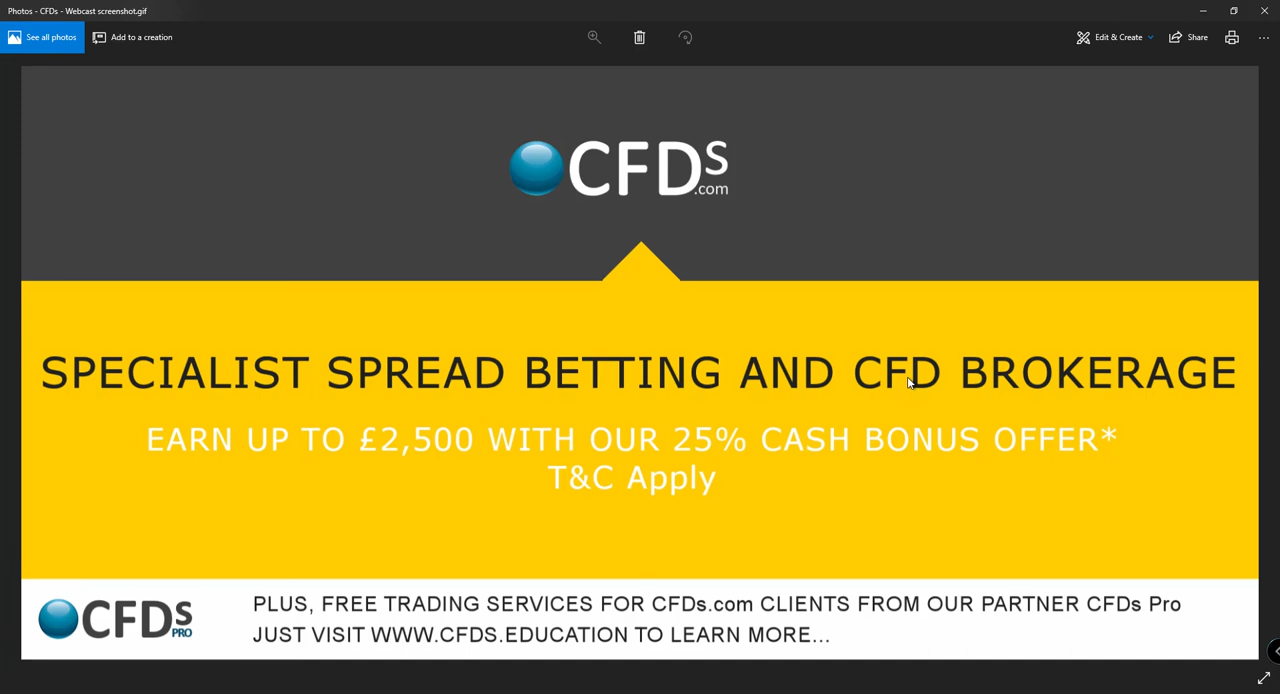 Photos - CFDs - Webcast screenshot.gif
See all photos
Add to a creation
Edit & Create
Share
CFDs
.com
SPECIALIST SPREAD BETTING AND CFD BROKERAGE
EARN UP TO £2,500 WITH OUR 25% CASH BONUS OFFER*
T&C Apply
CFDs
PRO
PLUS, FREE TRADING SERVICES FOR CFDs.com CLIENTS FROM OUR PARTNER CFDs Pro
JUST VISIT WWW.CFDS.EDUCATION TO LEARN MORE...